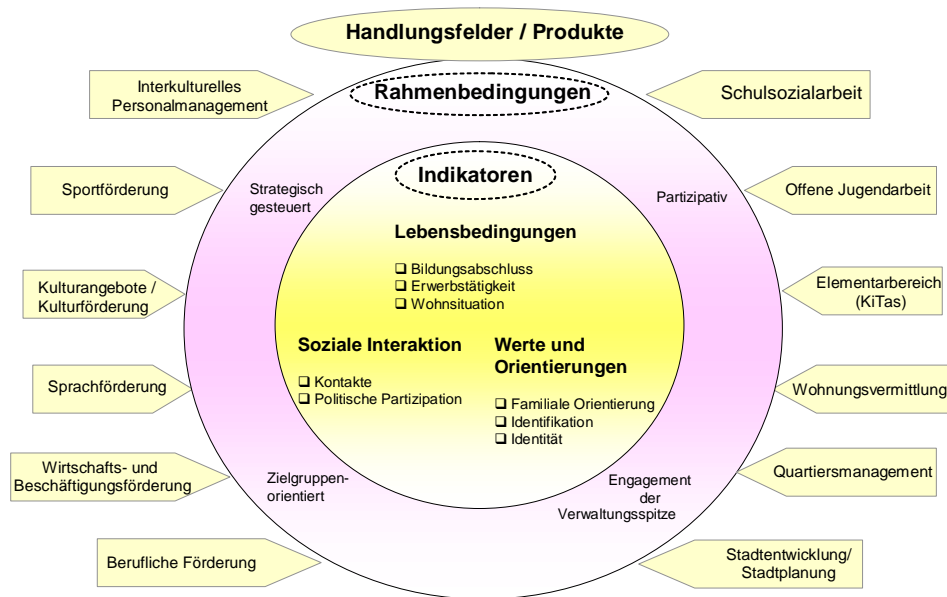 Handlungsfelder / Produkte
Rahmenbedingungen
Interkulturelles
Personalmanagement
Sportförderung
Kulturangebote /
Kulturförderung
Sprachförderung
Wirtschafts- und
Beschäftigungsförderung
Berufliche Förderung
Strategisch
gesteuert
Zielgruppen-
orientiert
Indikatoren
Lebensbedingungen
❑ Bildungsabschluss
❑ Erwerbstätigkeit
❑ Wohnsituation
Soziale Interaktion
❑ Kontakte
❑ Politische Partizipation
Werte und
Orientierungen
❑ Familiale Orientierung
❑ Identifikation
❑ Identität
Partizipativ
Engagement
der
Verwaltungsspitze
Schulsozialarbeit
Offene Jugendarbeit
Elementarbereich
(KiTas)
Wohnungsvermittlung
Quartiersmanagement
Stadtentwicklung/
Stadtplanung